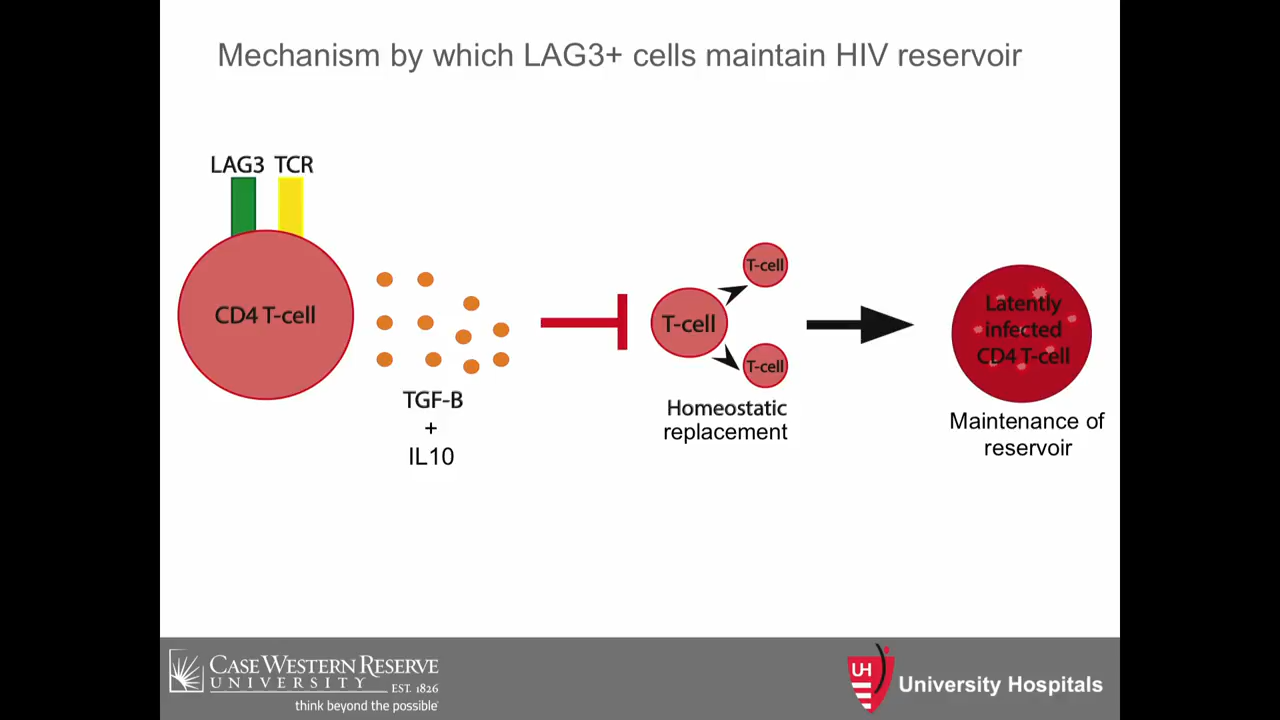 Mechanism by which LAG3+ cells maintain HIV reservoir
LAG3 TCR
CD4 T-cell
TGF-B
+
IL10
T-cell
T-cell
T-cell
Homeostatic
replacement
Latently
infected
CD4 T-cell
Maintenance of
reservoir
CASE WESTERN RESERVE
UNIVERSITY EST. 1826
think beyond the possible
UH
University Hospitals